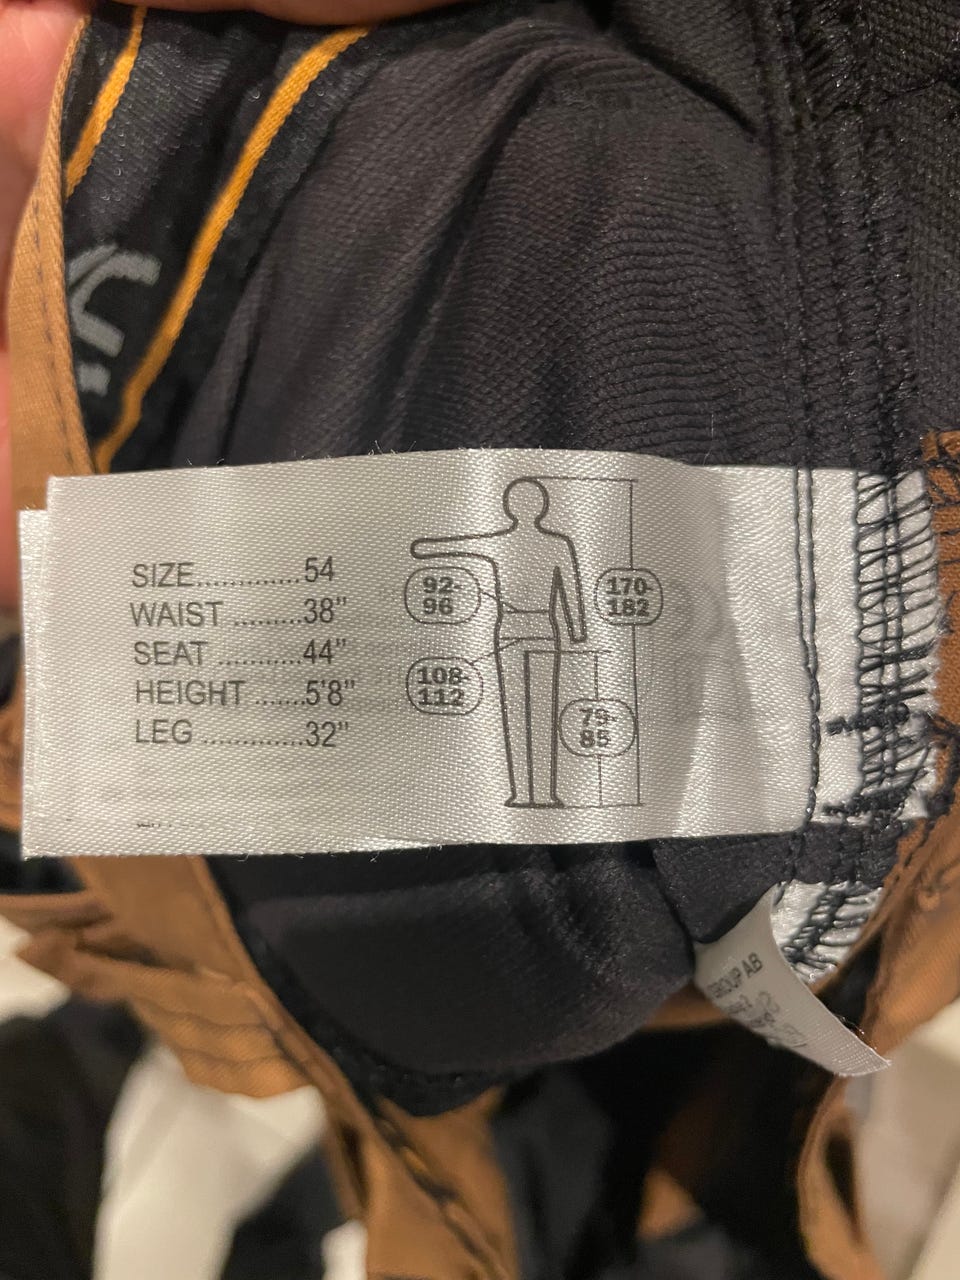 SIZE.............54
WAIST .........38"
SEAT ...........44"
HEIGHT .......5'8"
LEG .............32"
92-
96
170-
182
108-
112
79-
85
GROUP AB